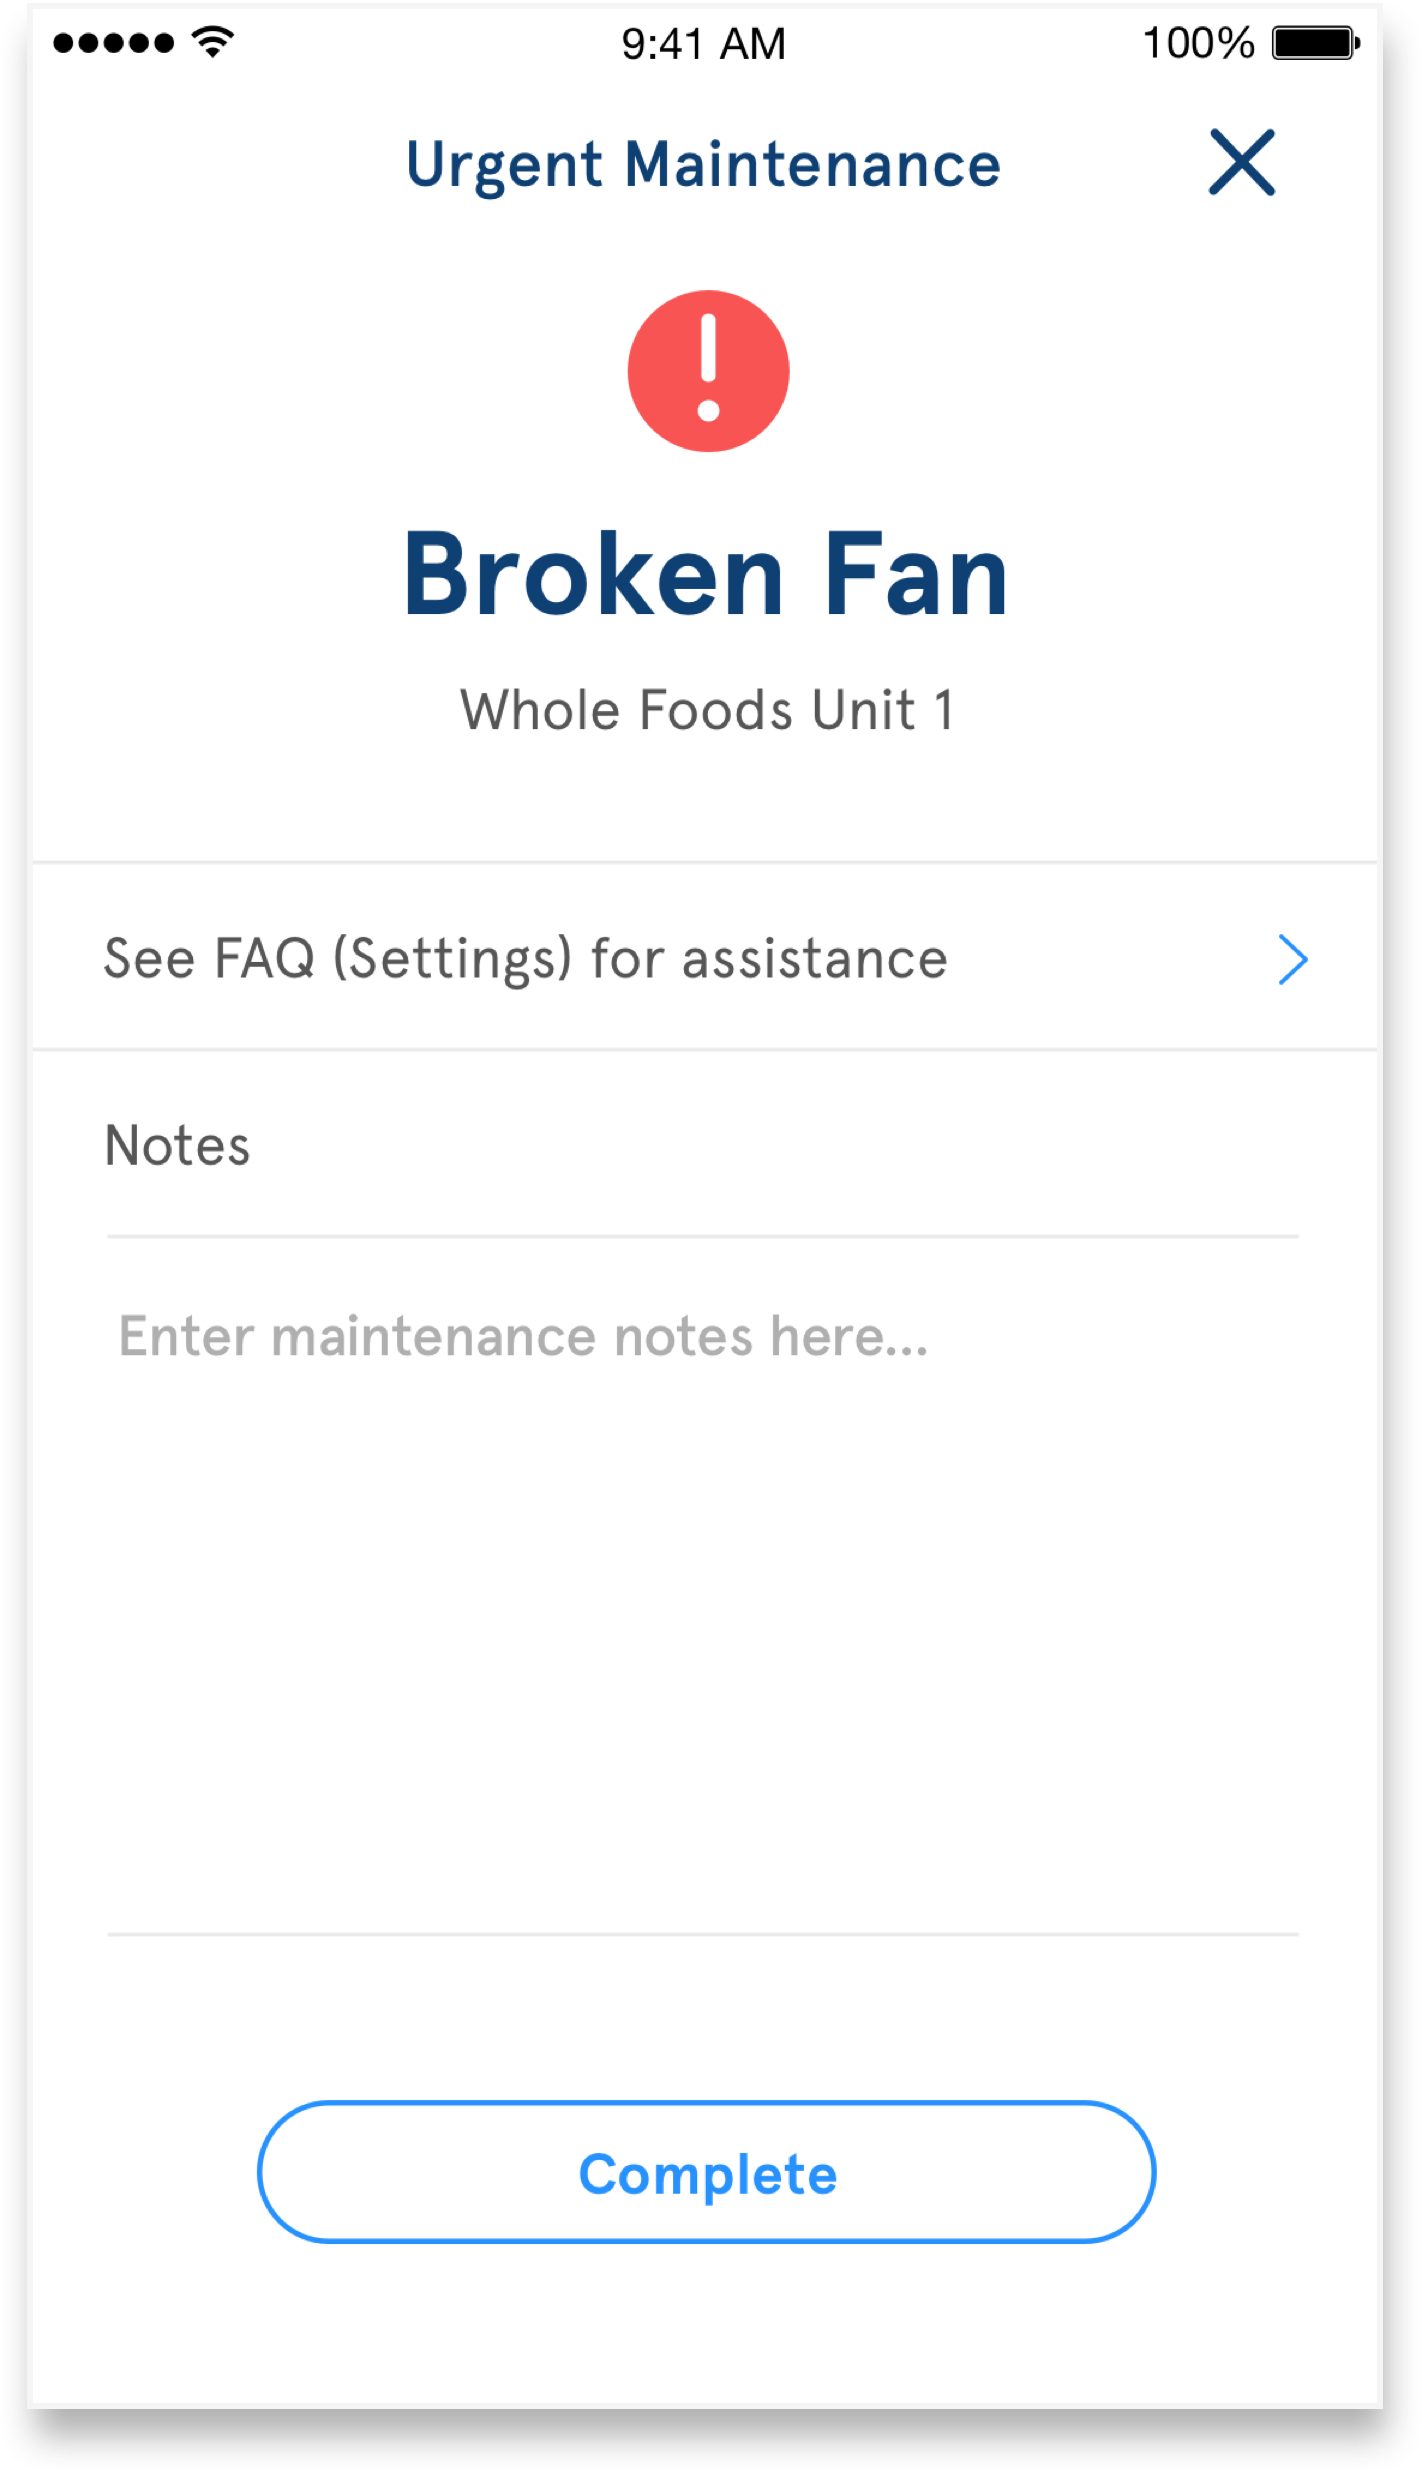 9:41 AM 100%
Urgent Maintenance
Broken Fan
Whole Foods Unit 1
See FAQ (Settings) for assistance
Notes
Enter maintenance notes here...
Complete